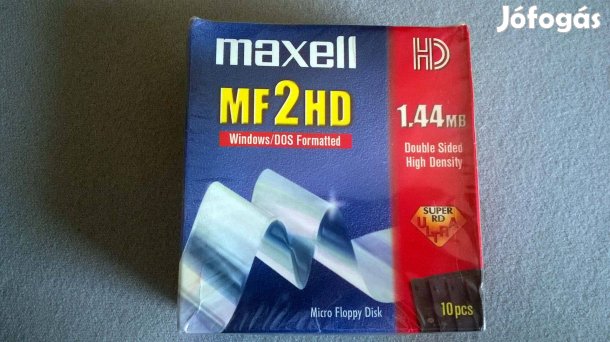 Jófogás
maxell
HD
MF2HD
1.44MB
Windows/DOS Formatted
Double Sided
High Density
SUPER
RD
ULTRA
Micro Floppy Disk
10pcs